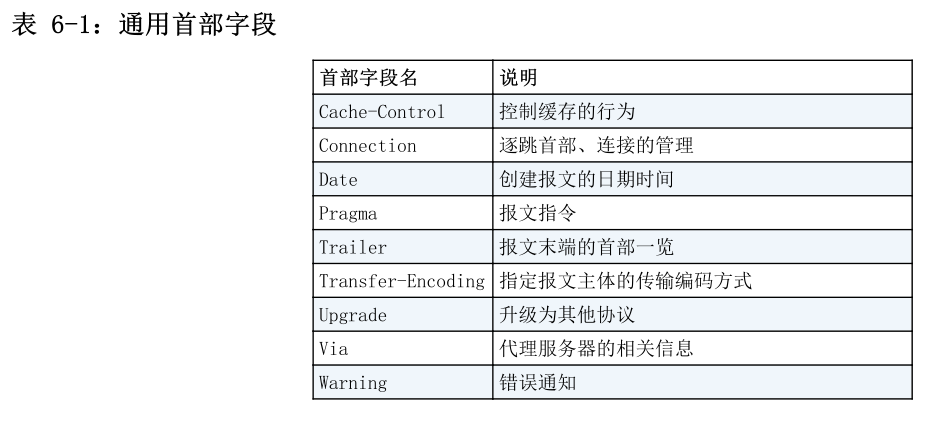 表 6-1：通用首部字段
首部字段名 说明
Cache-Control 控制缓存的行为
Connection 逐跳首部、连接的管理
Date 创建报文的日期时间
Pragma 报文指令
Trailer 报文末端的首部一览
Transfer-Encoding 指定报文主体的传输编码方式
Upgrade 升级为其他协议
Via 代理服务器的相关信息
Warning 错误通知